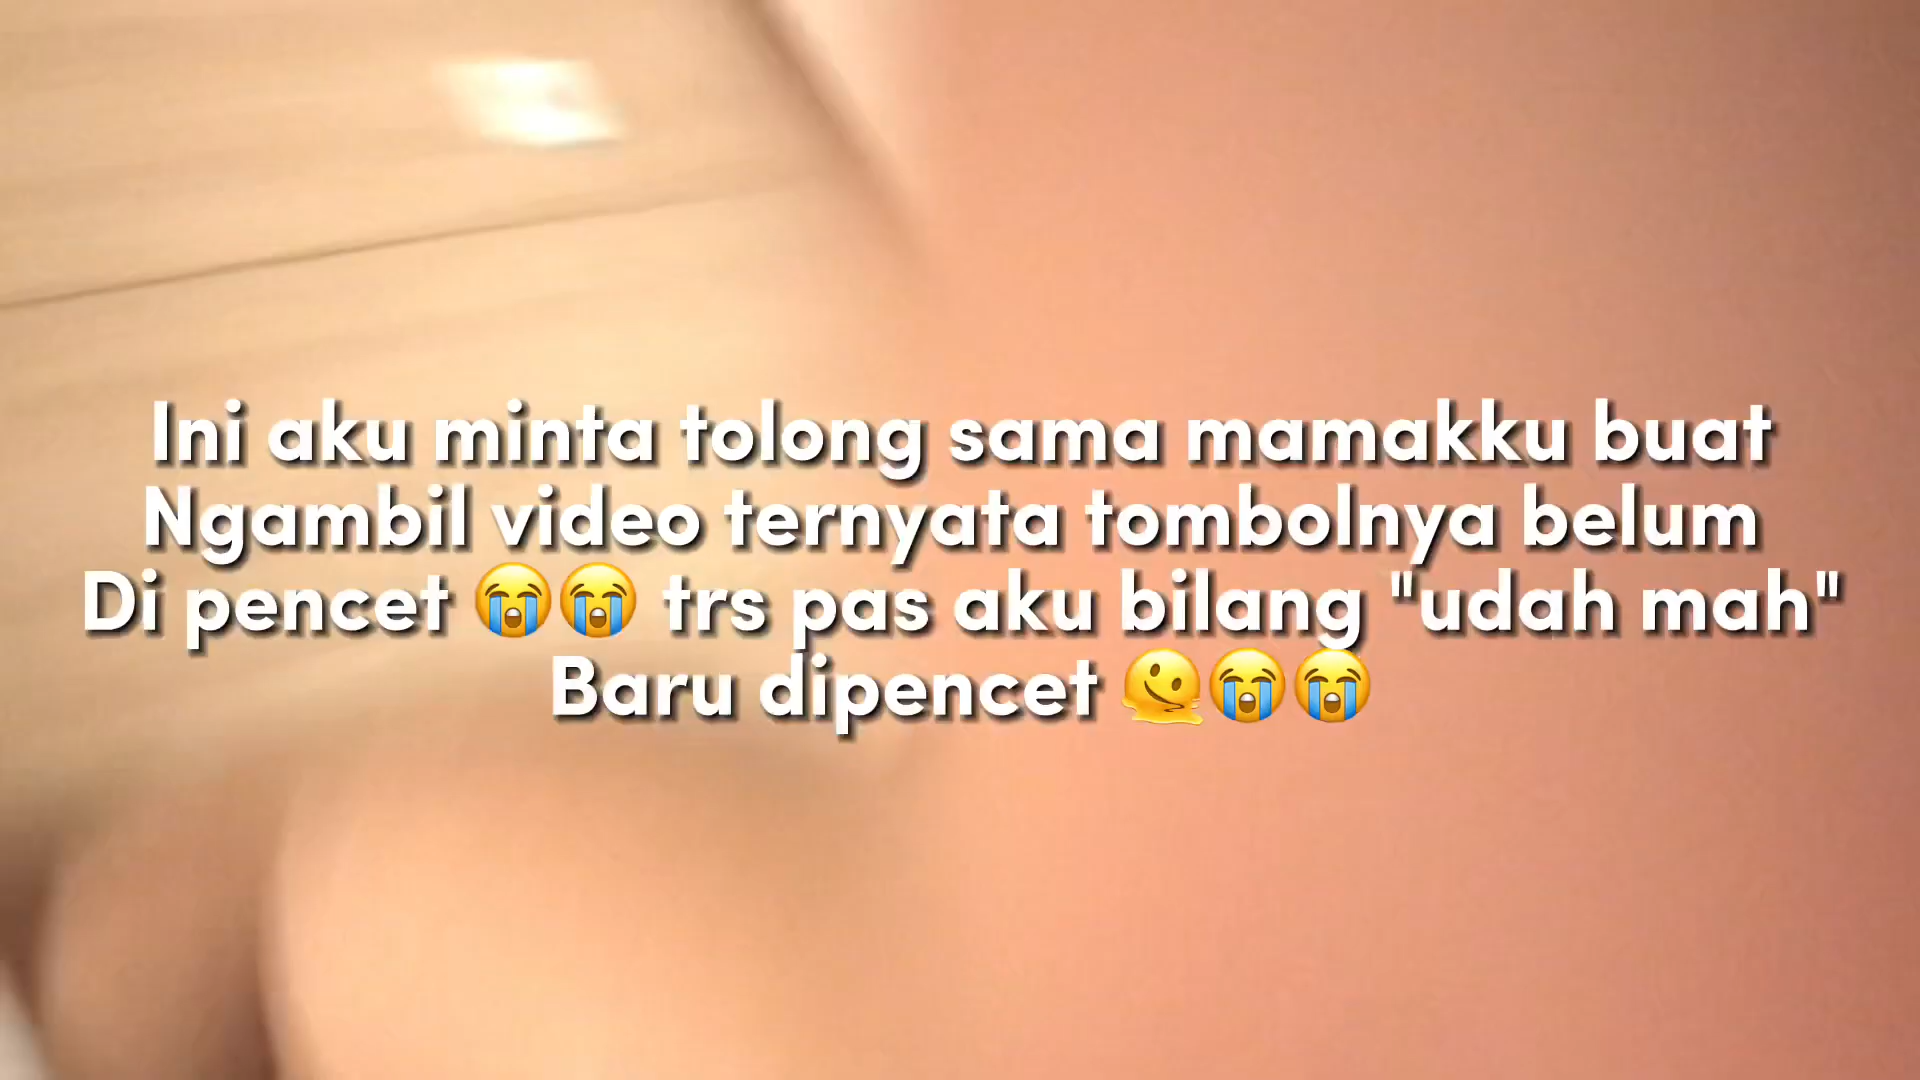 Ini aku minta tolong sama mamakku buat
Ngambil video ternyata tombolnya belum
Di pencet 😭😭 trs pas aku bilang "udah mah"
Baru dipencet 🫠😭😭